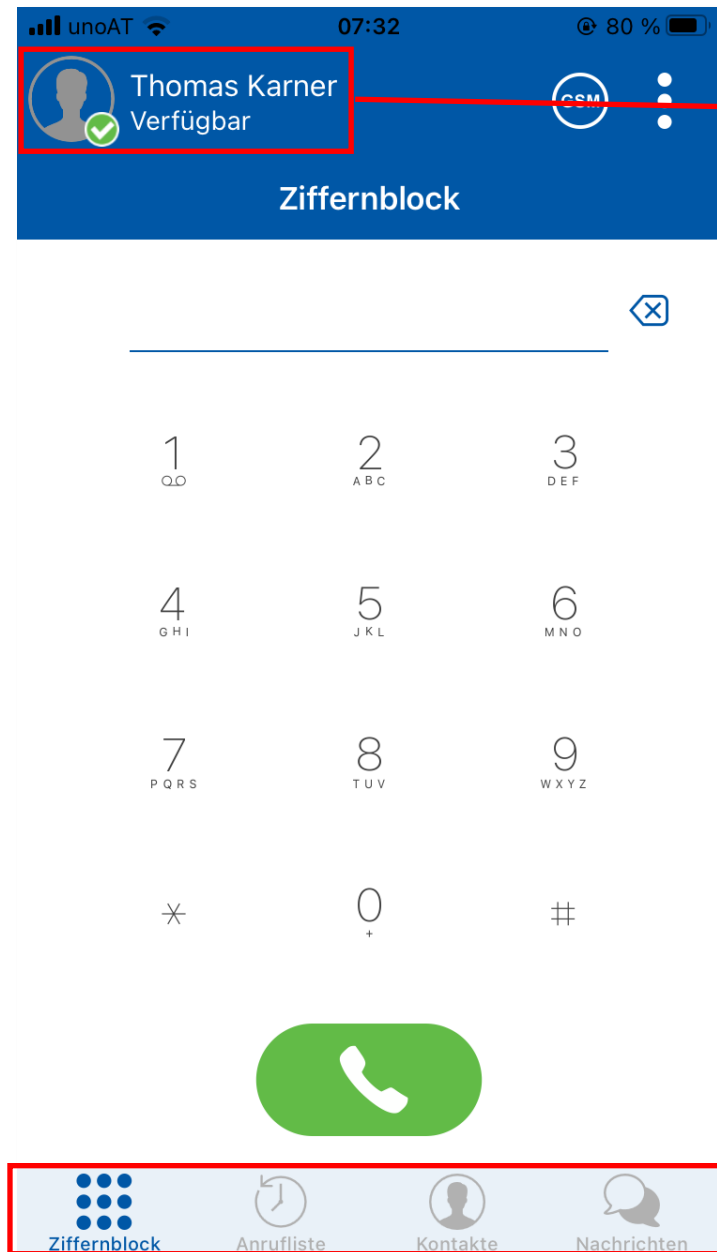 unoAT 07:32 80 %
Thomas Karner
Verfügbar
GSM
Ziffernblock
1 2 3
ABC DEF
4 5 6
GHI JKL MNO
7 8 9
PQRS TUV WXYZ
* 0 #
+
Ziffernblock Anrufliste Kontakte Nachrichten